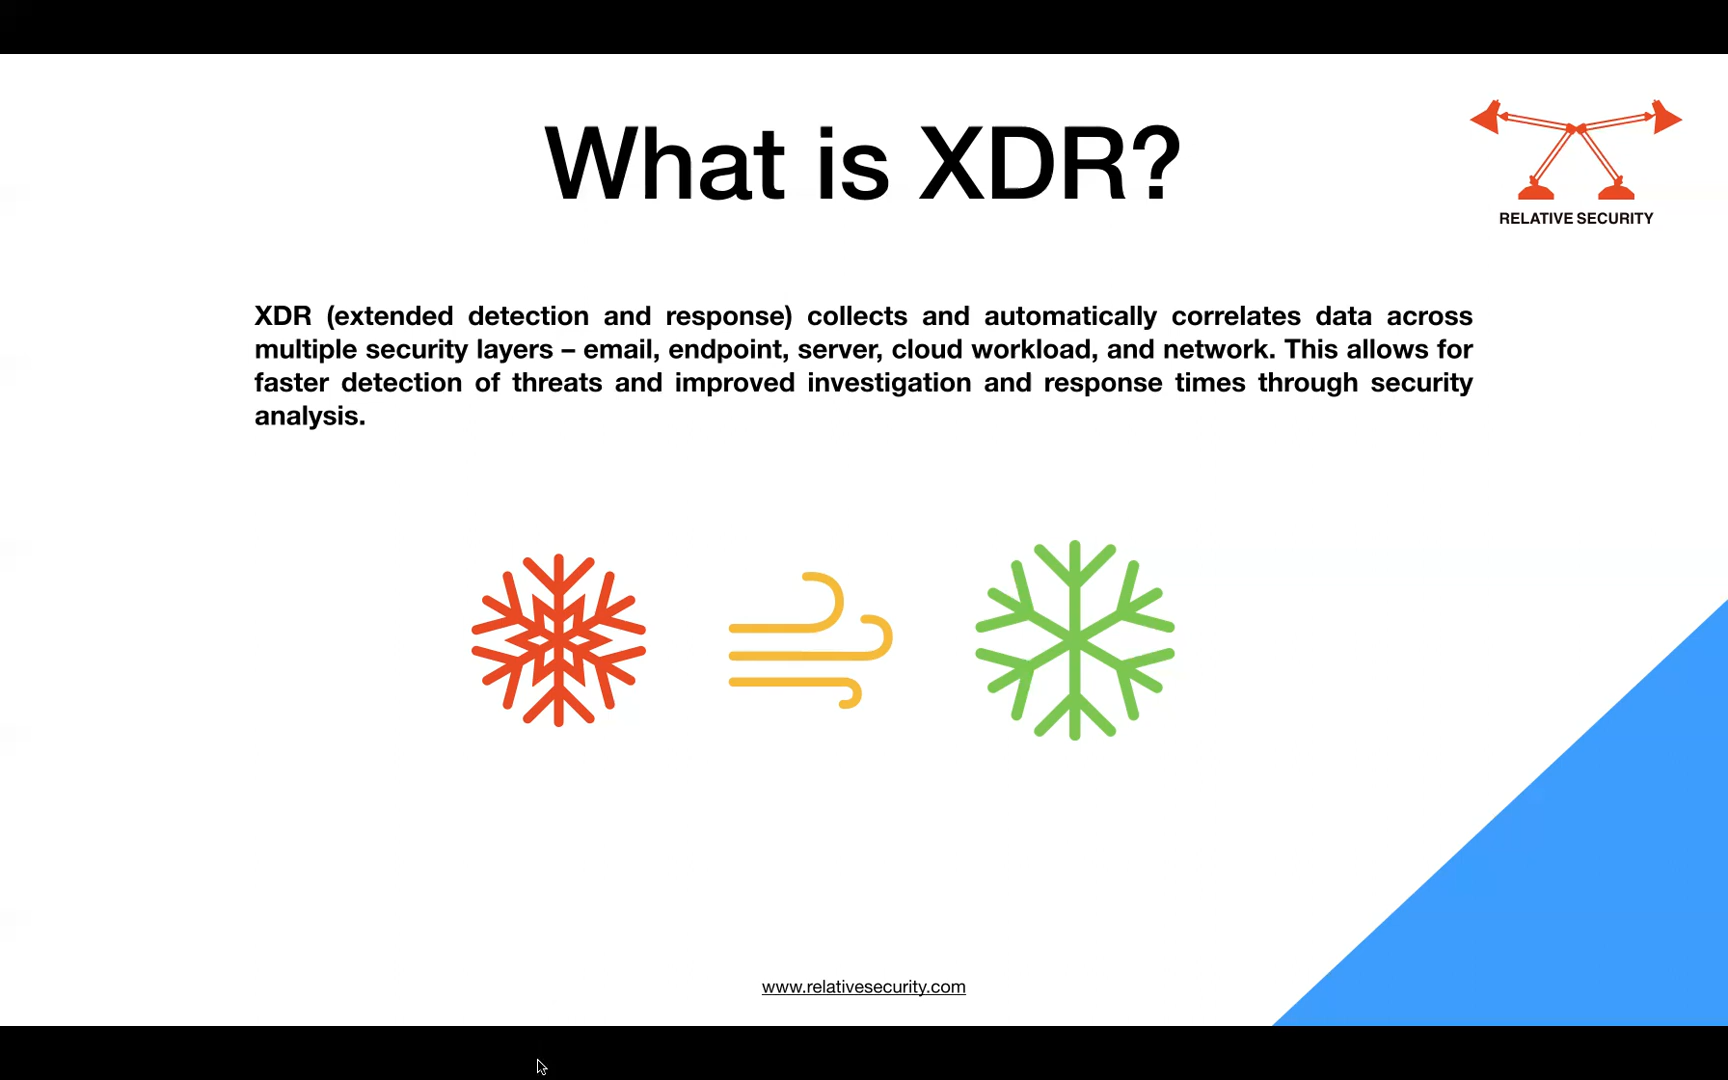 What is XDR?
RELATIVE SECURITY
XDR (extended detection and response) collects and automatically correlates data across
multiple security layers – email, endpoint, server, cloud workload, and network. This allows for
faster detection of threats and improved investigation and response times through security
analysis.
www.relativesecurity.com